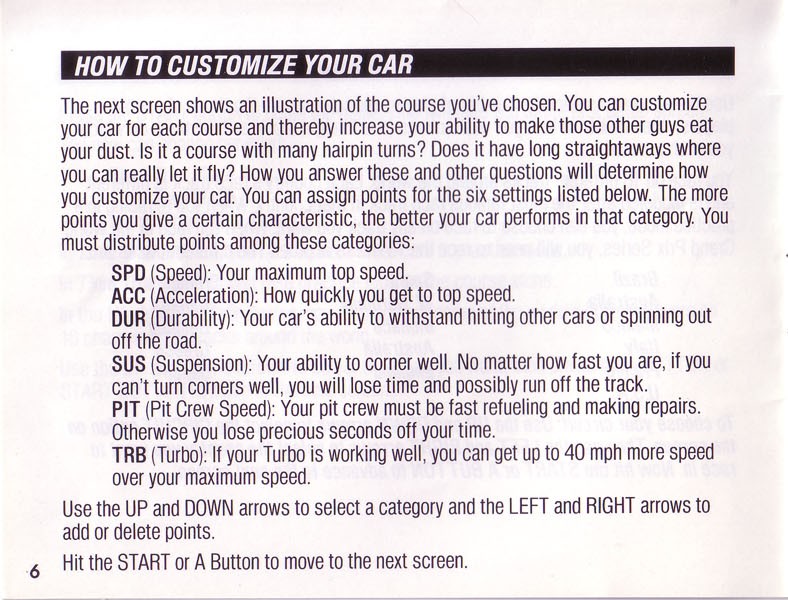 HOW TO CUSTOMIZE YOUR CAR
The next screen shows an illustration of the course you've chosen. You can customize
your car for each course and thereby increase your ability to make those other guys eat
your dust. Is it a course with many hairpin turns? Does it have long straightaways where
you can really let it fly? How you answer these and other questions will determine how
you customize your car. You can assign points for the six settings listed below. The more
points you give a certain characteristic, the better your car performs in that category. You
must distribute points among these categories:
SPD (Speed): Your maximum top speed.
ACC (Acceleration): How quickly you get to top speed.
DUR (Durability): Your car's ability to withstand hitting other cars or spinning out
off the road.
SUS (Suspension): Your ability to corner well. No matter how fast you are, if you
can't turn corners well, you will lose time and possibly run off the track.
PIT (Pit Crew Speed): Your pit crew must be fast refueling and making repairs.
Otherwise you lose precious seconds off your time.
TRB (Turbo): If your Turbo is working well, you can get up to 40 mph more speed
over your maximum speed.
Use the UP and DOWN arrows to select a category and the LEFT and RIGHT arrows to
add or delete points.
Hit the START or A Button to move to the next screen.
6